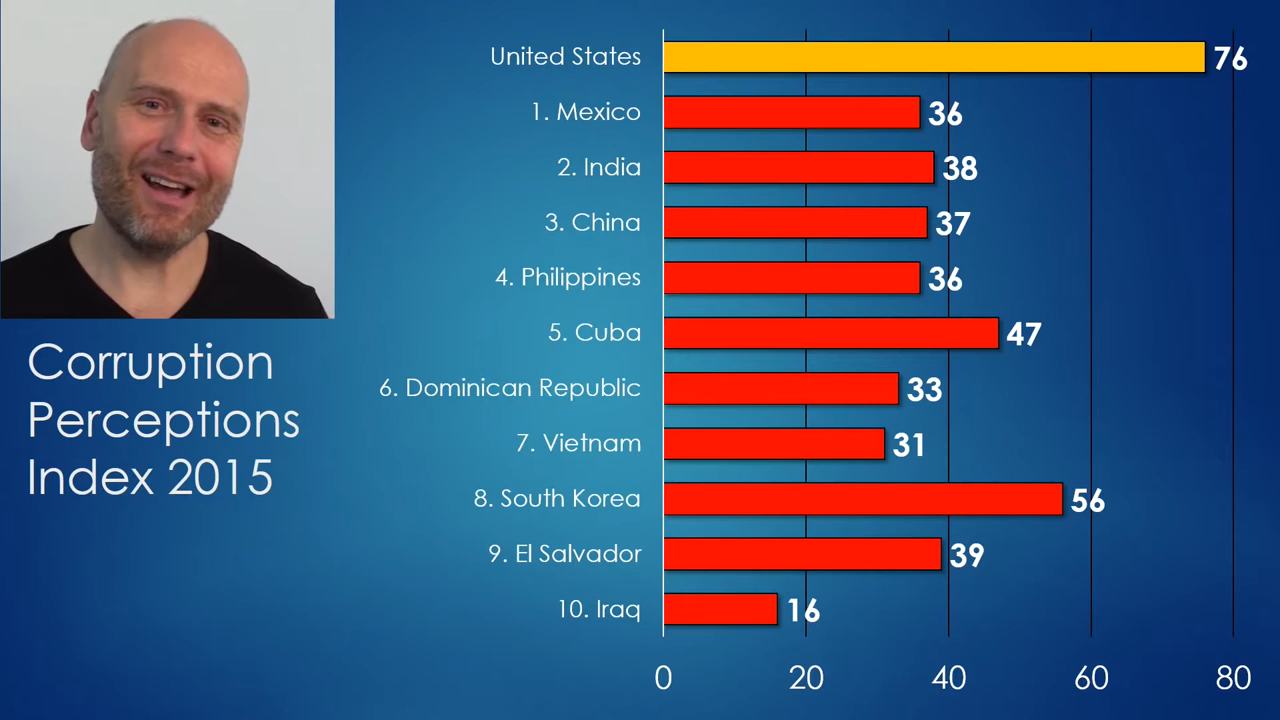 Corruption
Perceptions
Index 2015
United States 76
1. Mexico 36
2. India 38
3. China 37
4. Philippines 36
5. Cuba 47
6. Dominican Republic 33
7. Vietnam 31
8. South Korea 56
9. El Salvador 39
10. Iraq 16
0 20 40 60 80